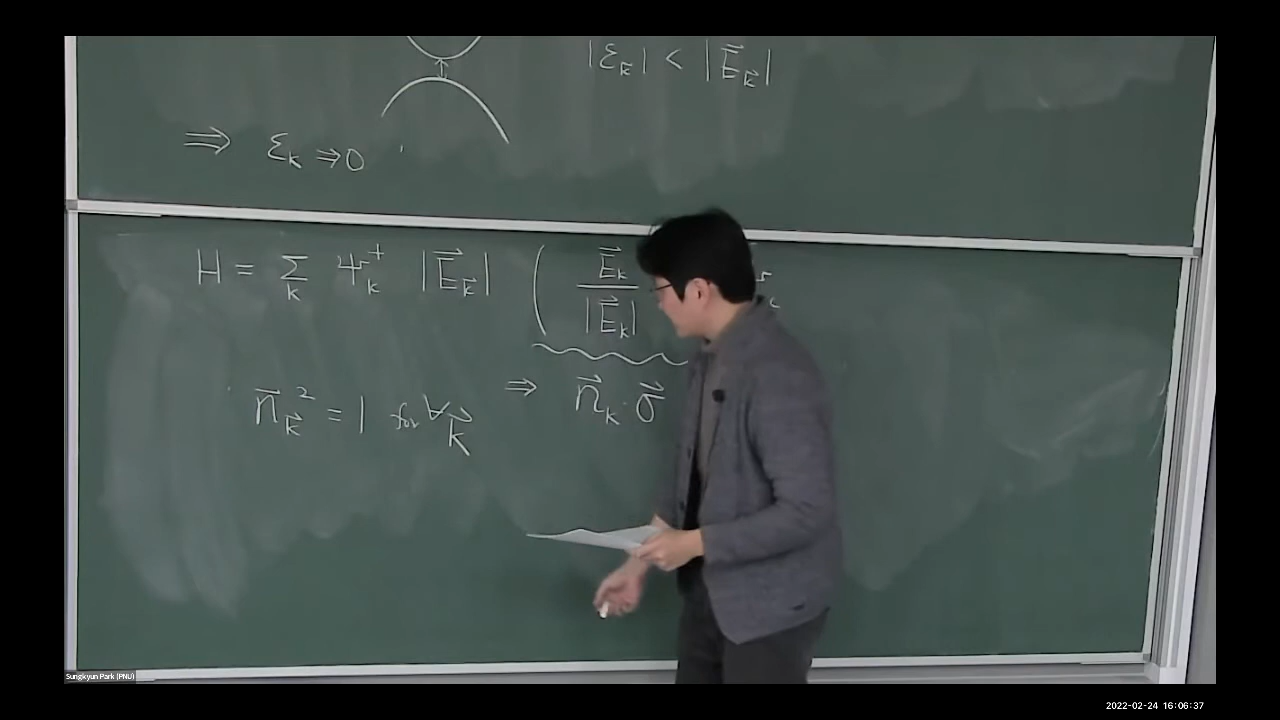 |ε_k⃗| < |E⃗_k⃗|
⇒ ε_k ⇒ 0
H = Σ_k Ψ_k^† |E⃗_k⃗| ( E⃗_k / |E⃗_k|
n⃗_k⃗² = 1 for ∀k⃗ ⇒ n⃗_k · σ⃗
Sungkyun Park (PNU)
2022-02-24 16:06:37